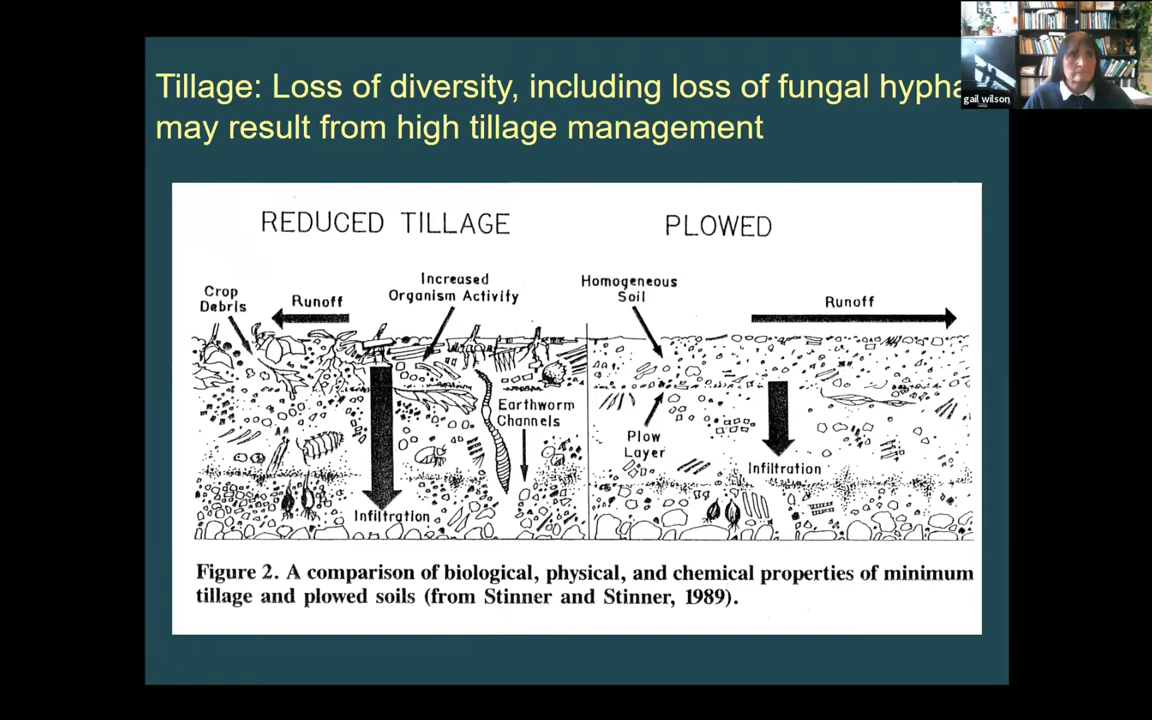 Tillage: Loss of diversity, including loss of fungal hypha
may result from high tillage management
gail wilson
REDUCED TILLAGE
PLOWED
Crop
Debris
Runoff
Increased
Organism Activity
Homogeneous
Soil
Runoff
Earthworm
Channels
Plow
Layer
Infiltration
Infiltration
Figure 2. A comparison of biological, physical, and chemical properties of minimum
tillage and plowed soils (from Stinner and Stinner, 1989).